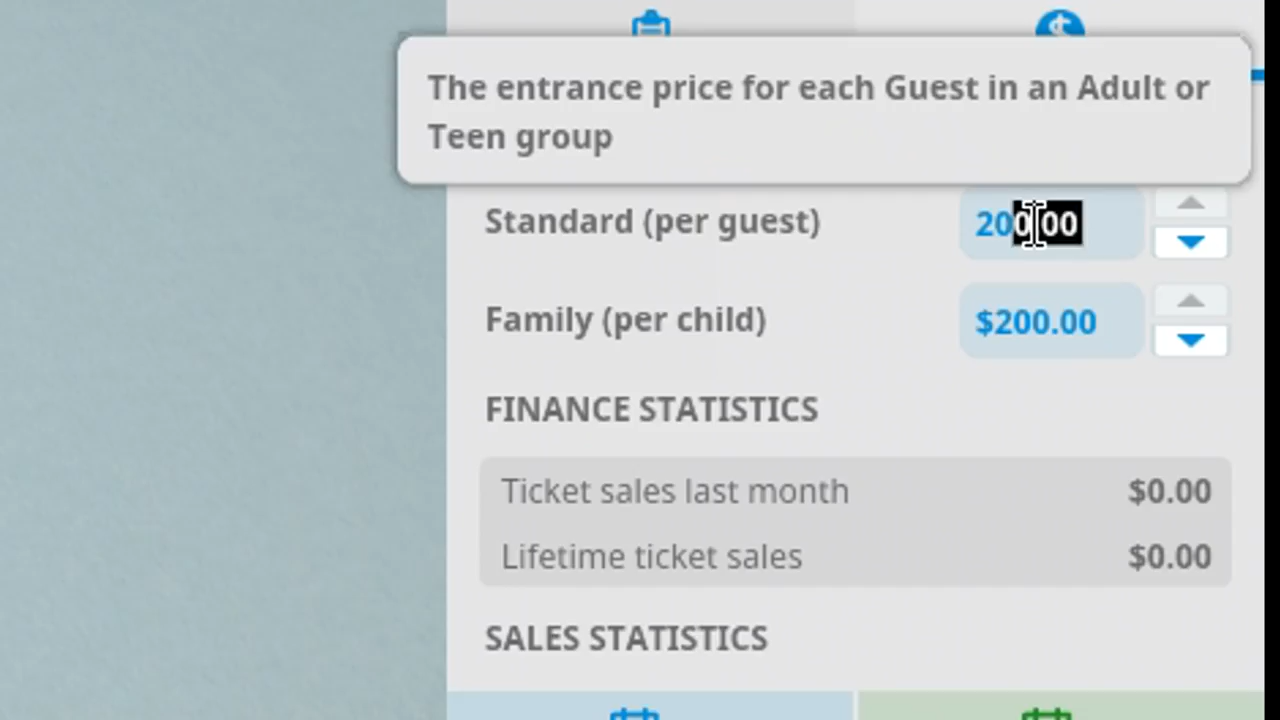 The entrance price for each Guest in an Adult or
Teen group
Standard (per guest) 200.00
Family (per child) $200.00
FINANCE STATISTICS
Ticket sales last month $0.00
Lifetime ticket sales $0.00
SALES STATISTICS